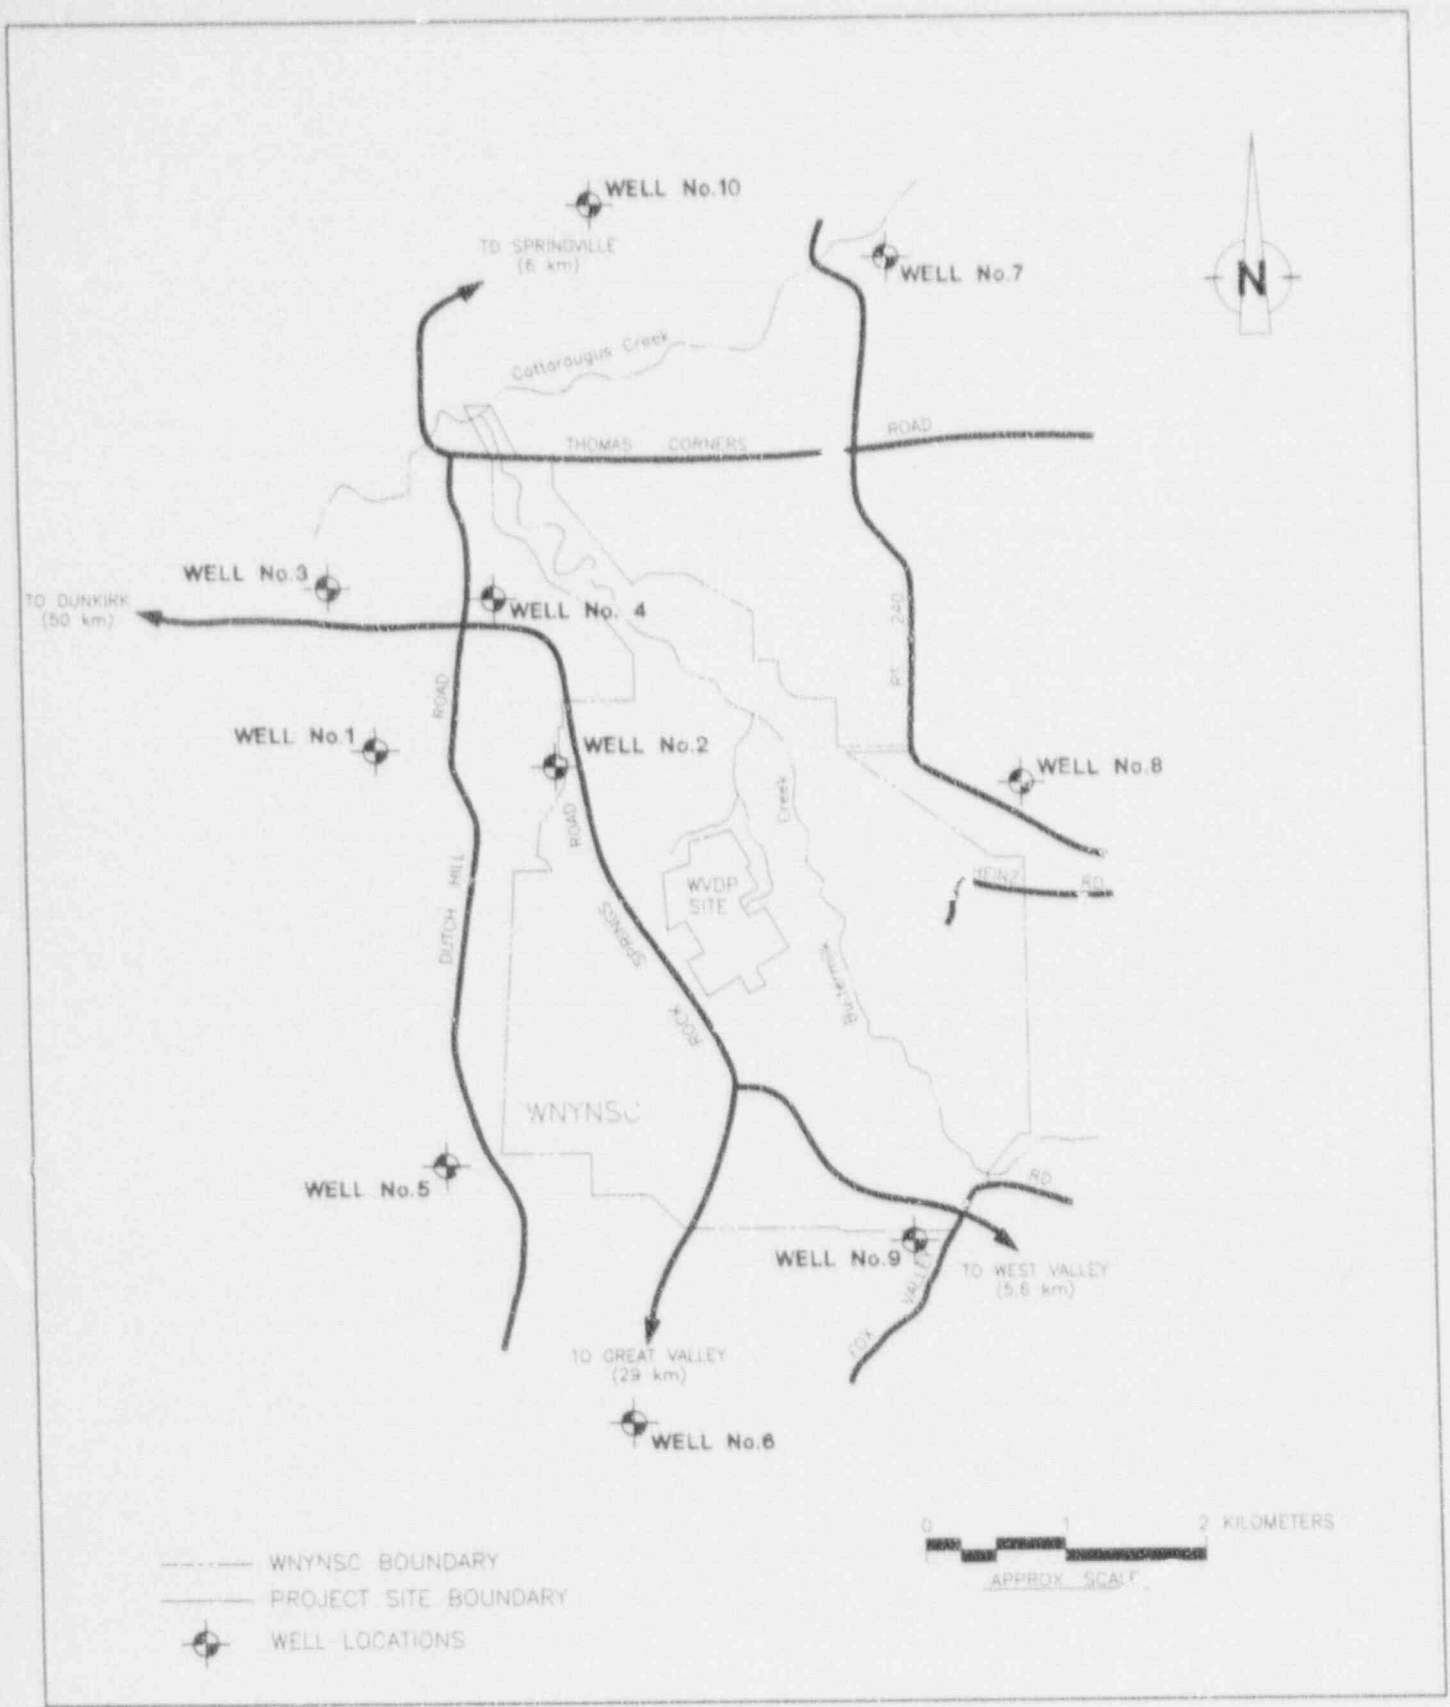 WELL No.10
TO SPRINGVILLE
(6 km)
WELL No.7
N
Cattaraugus Creek
THOMAS CORNERS ROAD
WELL No.3
TO DUNKIRK
(50 km)
WELL No. 4
RT. 240
ROAD
WELL No.1
WELL No.2
WELL No.8
Creek
ROAD
HEINZ RD
DUTCH HILL
WVDP
SITE
SPRINGS
Buttermilk
ROCK
WNYNSC
WELL No.5
RD
WELL No.9
VALLEY
TO WEST VALLEY
(5.6 km)
FOX
TO GREAT VALLEY
(29 km)
WELL No.6
0 1 2 KILOMETERS
APPROX SCALE
WNYNSC BOUNDARY
PROJECT SITE BOUNDARY
WELL LOCATIONS